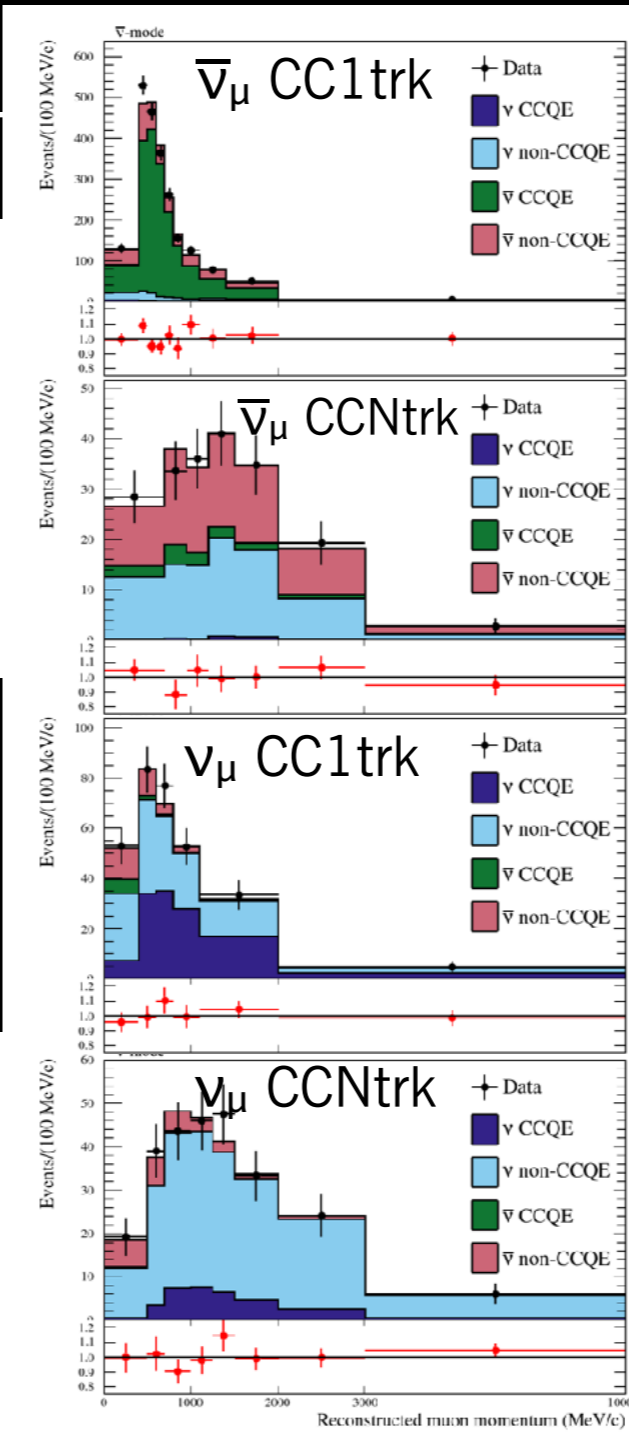 ν̄-mode
ν̄μ CC1trk
Events/(100 MeV/c)
600
500
400
300
200
100
Data
ν CCQE
ν non-CCQE
ν̄ CCQE
ν̄ non-CCQE
1.2
1.1
1.0
0.9
0.8
ν̄μ CCNtrk
Events/(100 MeV/c)
50
40
30
20
10
Data
ν CCQE
ν non-CCQE
ν̄ CCQE
ν̄ non-CCQE
1.2
1.1
1.0
0.9
0.8
νμ CC1trk
Events/(100 MeV/c)
100
80
60
40
20
Data
ν CCQE
ν non-CCQE
ν̄ CCQE
ν̄ non-CCQE
1.2
1.1
1.0
0.9
0.8
νμ CCNtrk
Events/(100 MeV/c)
60
50
40
30
20
10
Data
ν CCQE
ν non-CCQE
ν̄ CCQE
ν̄ non-CCQE
1.2
1.1
1.0
0.9
0.8
0 1000 2000 3000
Reconstructed muon momentum (MeV/c)